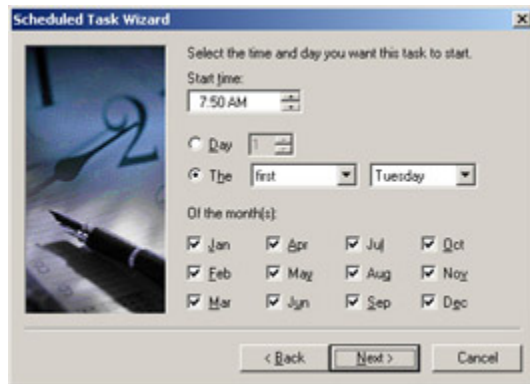 Scheduled Task Wizard
Select the time and day you want this task to start.
Start time:
7:50 AM
Day 1
The first Tuesday
Of the month(s):
Jan Apr Jul Oct
Feb May Aug Nov
Mar Jun Sep Dec
< Back Next > Cancel